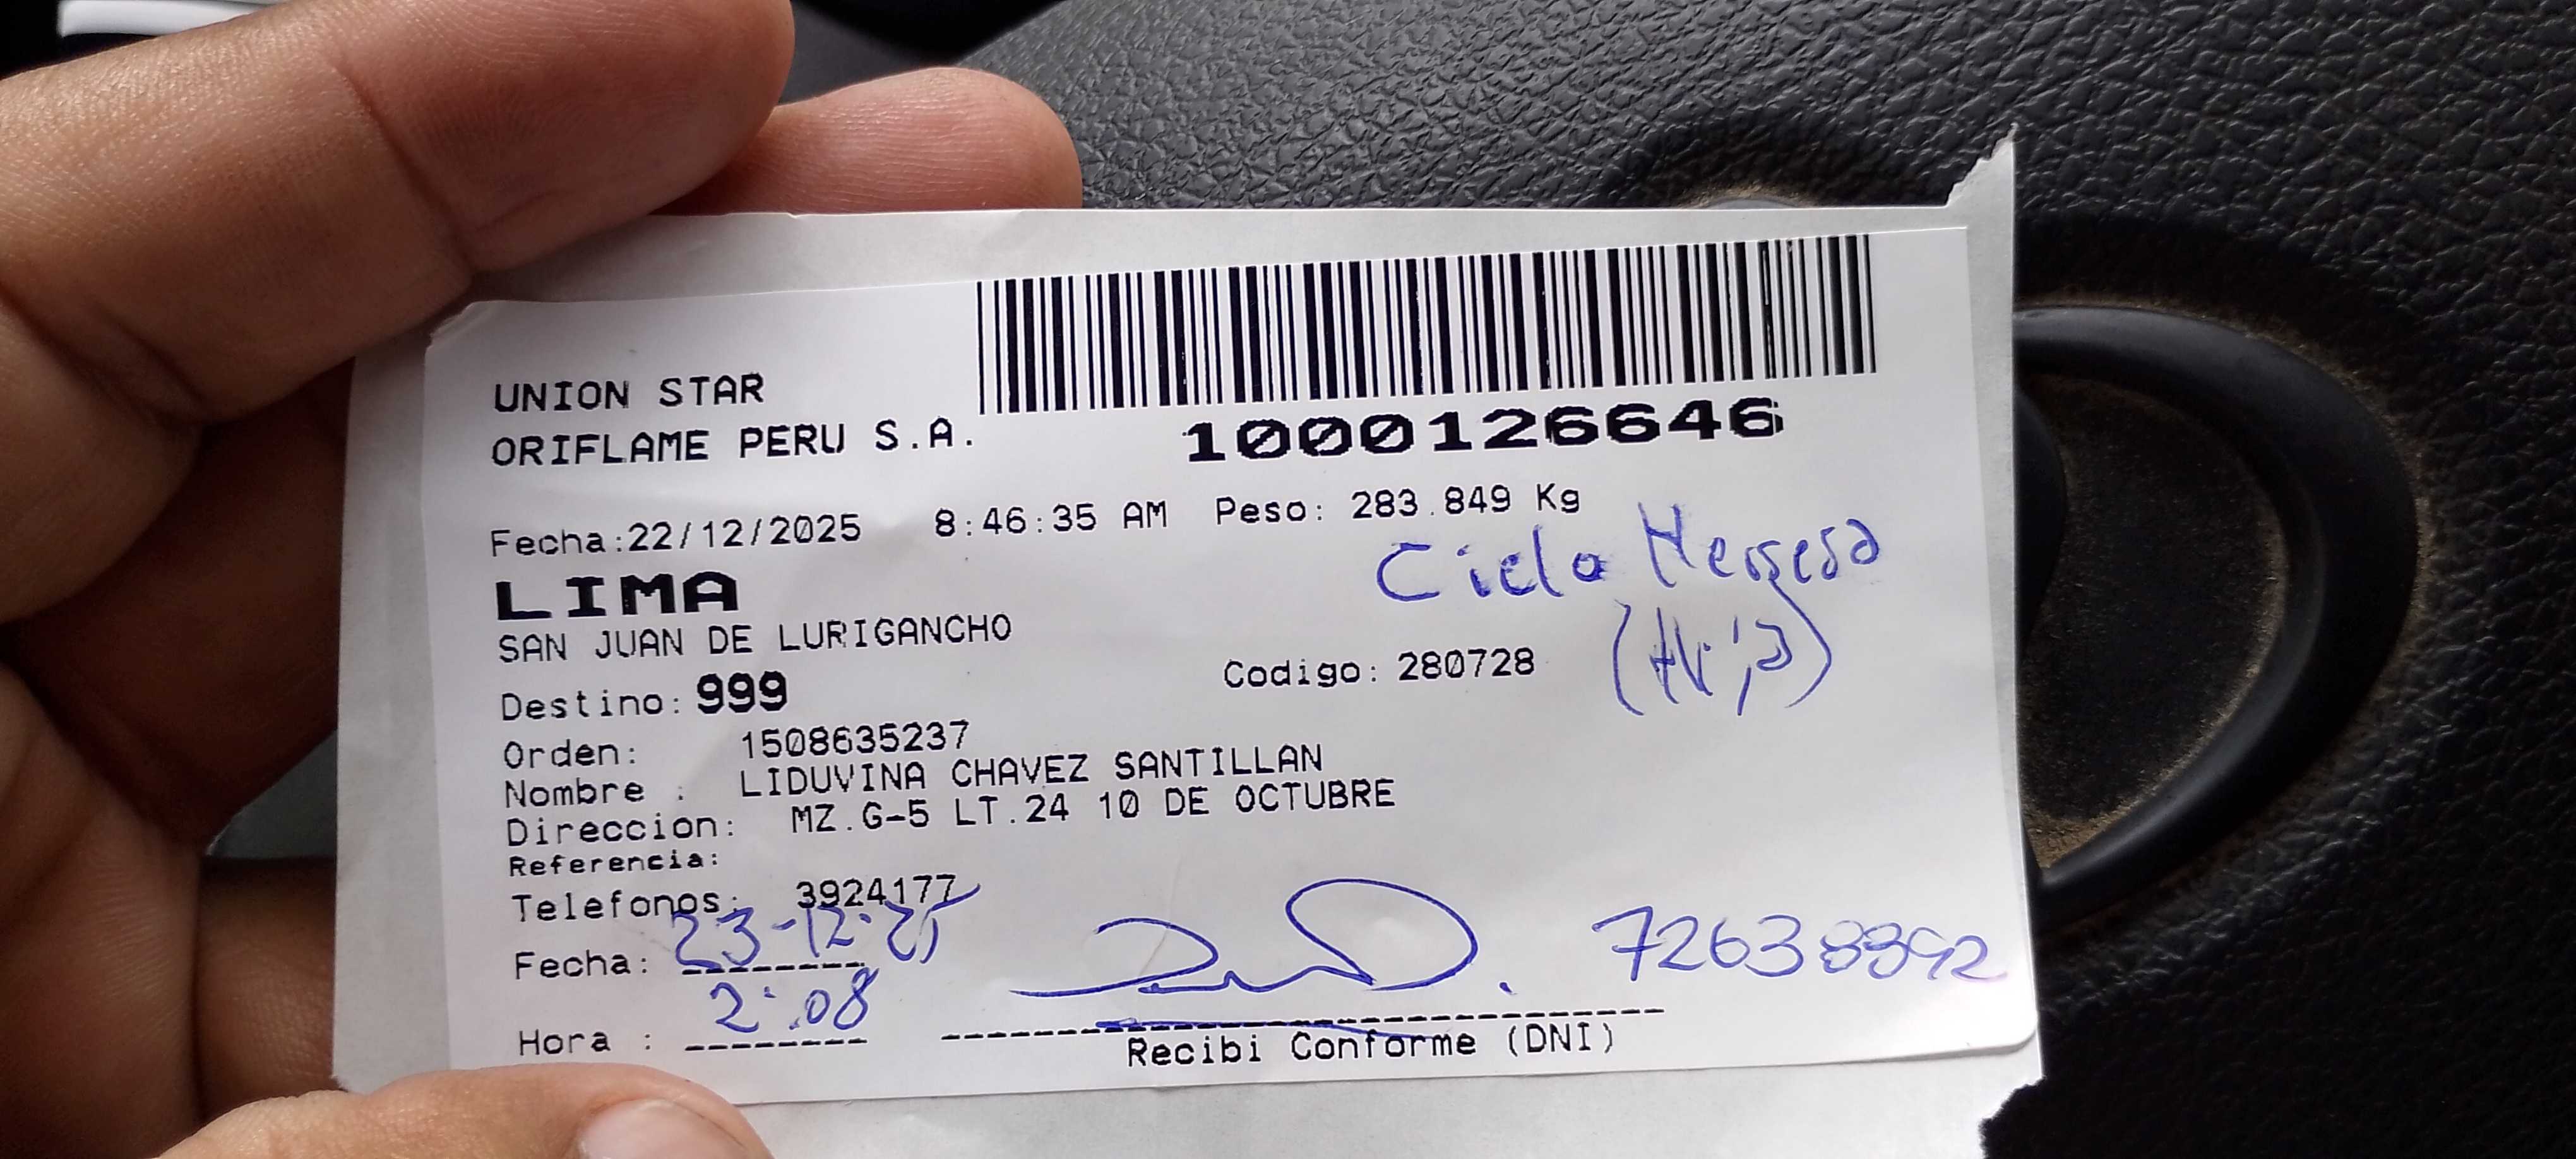 UNION STAR
ORIFLAME PERU S.A.
1000126646
Fecha:22/12/2025 8:46:35 AM Peso: 283.849 Kg
LIMA
Cielo Herrera
SAN JUAN DE LURIGANCHO
Codigo: 280728
Destino: 999
Orden: 1508635237
Nombre : LIDUVINA CHAVEZ SANTILLAN
Direccion: MZ.G-5 LT.24 10 DE OCTUBRE
Referencia:
Telefonos: 3924177
Fecha: 23-12-25
Hora : 2:08
Recibi Conforme (DNI)